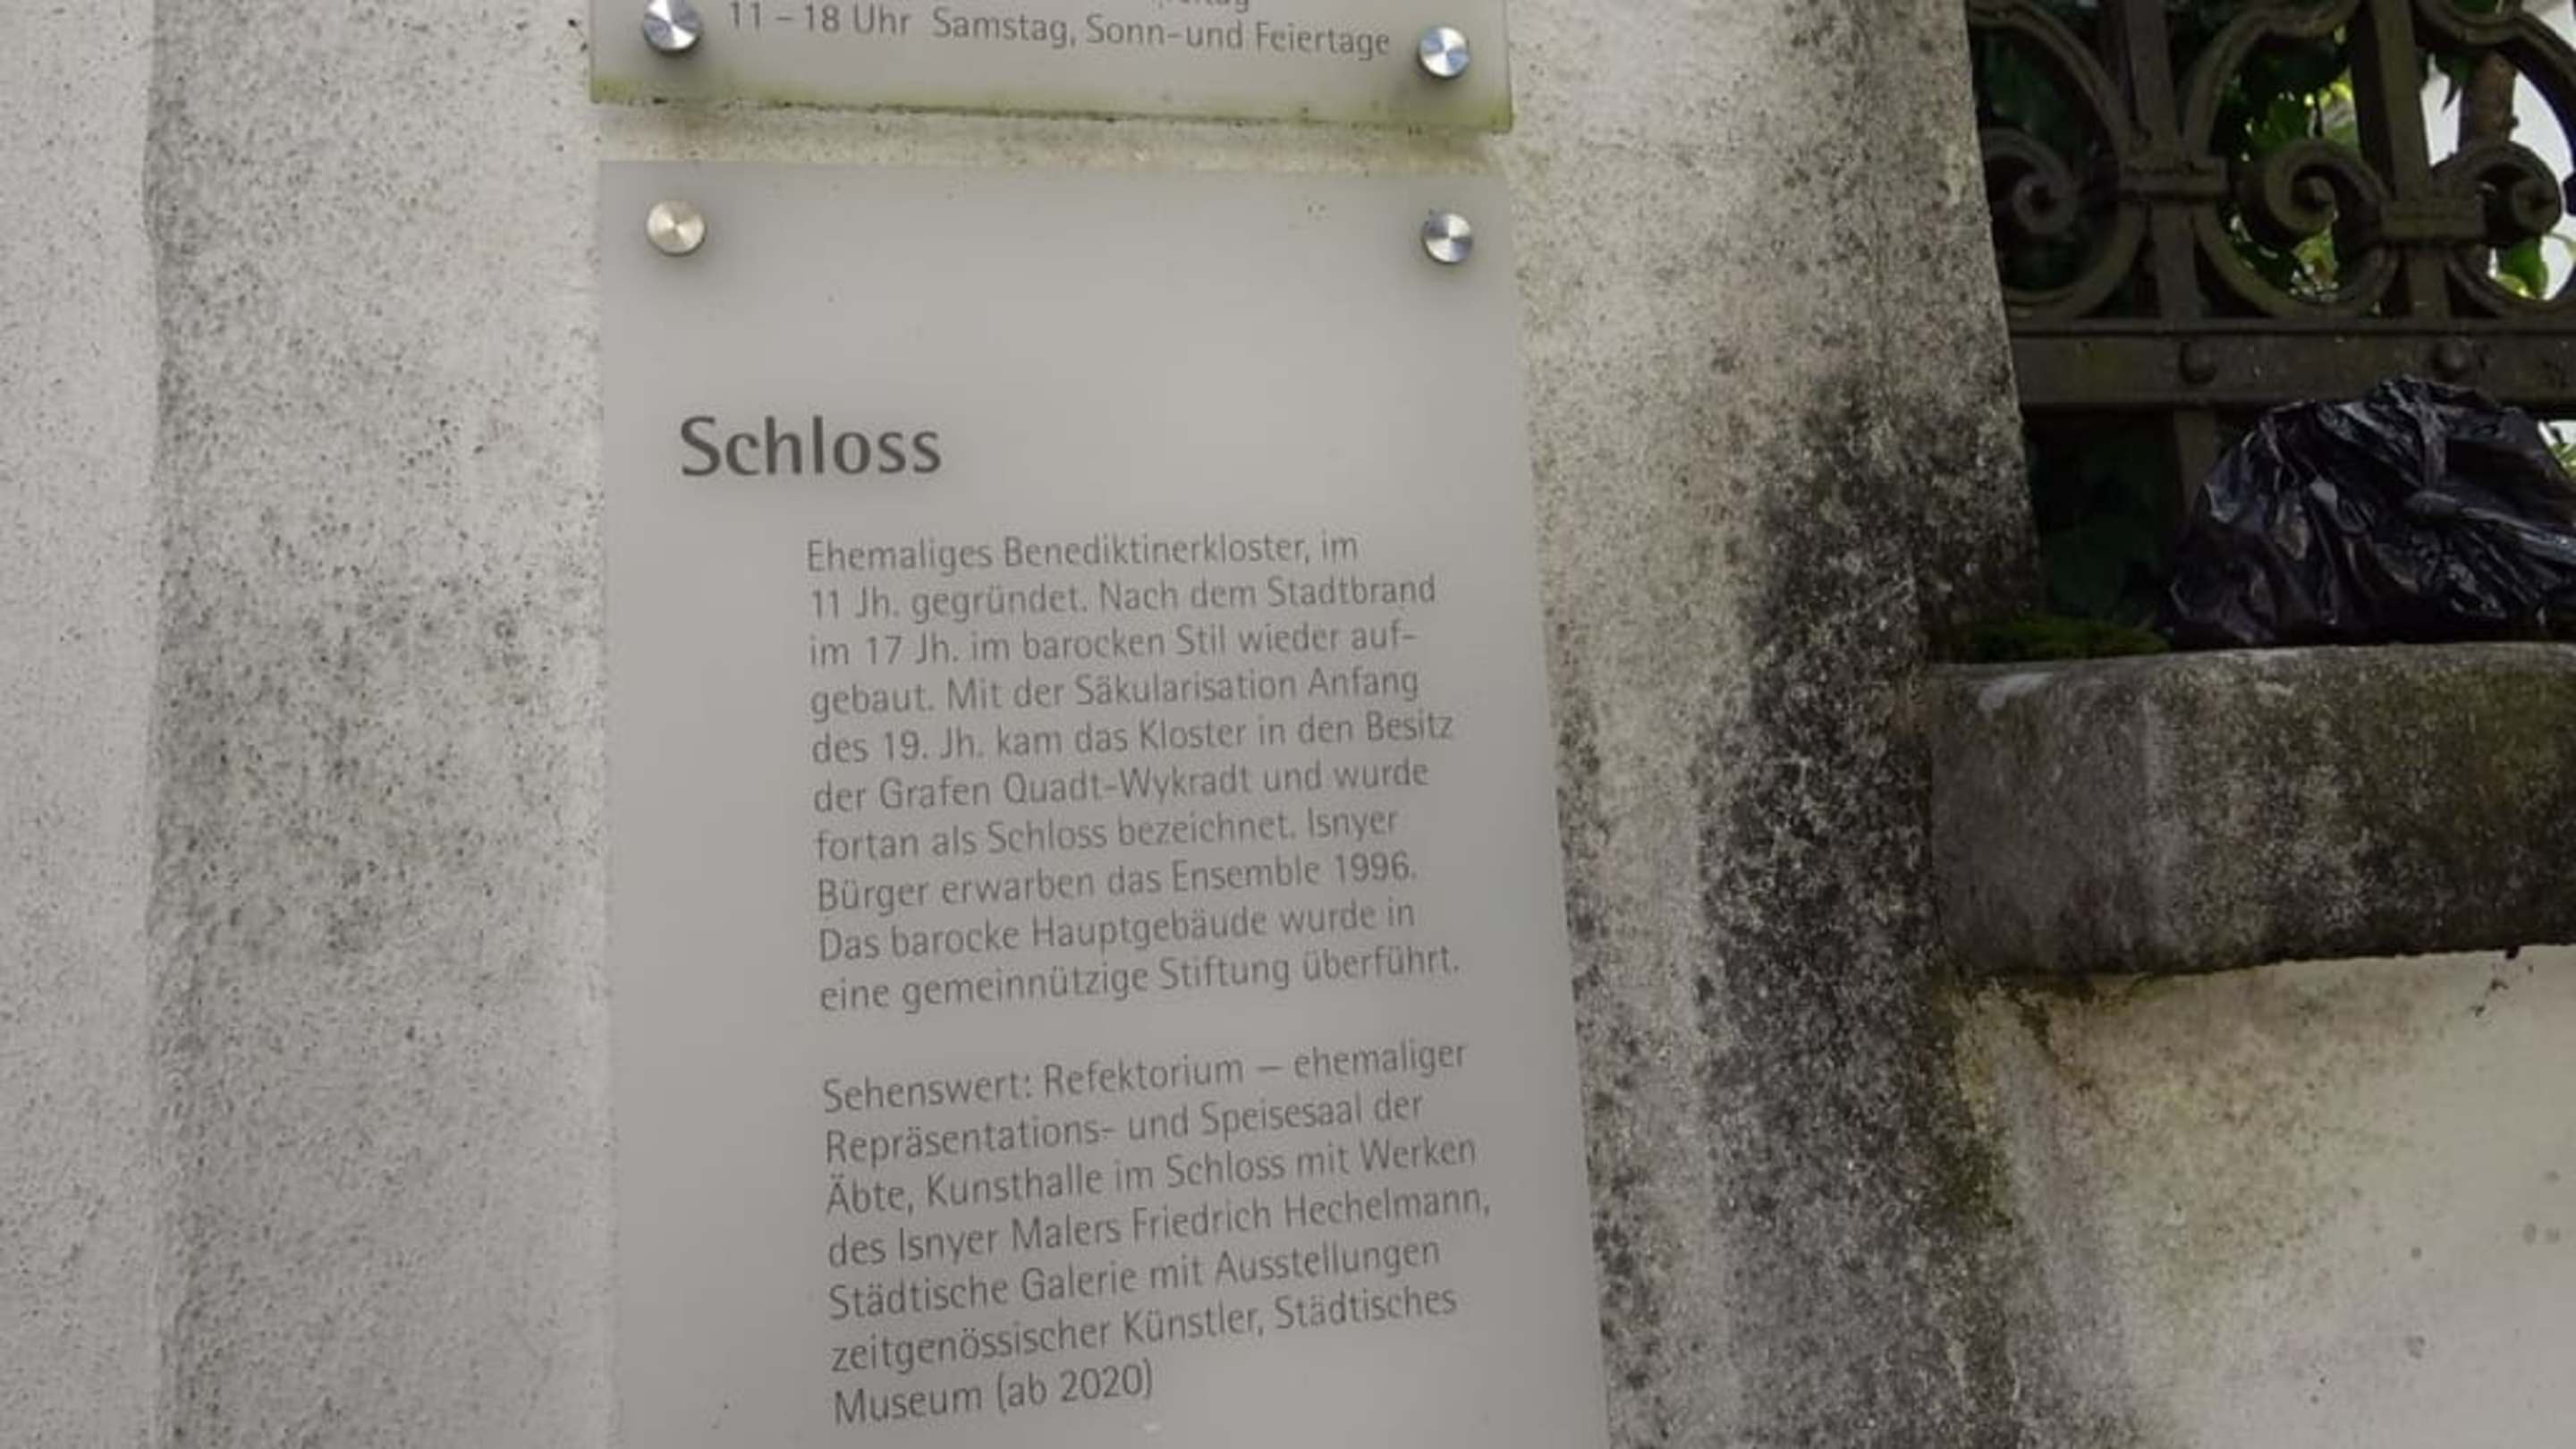 11 – 18 Uhr Samstag, Sonn-und Feiertage
Schloss
Ehemaliges Benediktinerkloster, im
11 Jh. gegründet. Nach dem Stadtbrand
im 17 Jh. im barocken Stil wieder auf-
gebaut. Mit der Säkularisation Anfang
des 19. Jh. kam das Kloster in den Besitz
der Grafen Quadt-Wykradt und wurde
fortan als Schloss bezeichnet. Isnyer
Bürger erwarben das Ensemble 1996.
Das barocke Hauptgebäude wurde in
eine gemeinnützige Stiftung überführt.
Sehenswert: Refektorium – ehemaliger
Repräsentations- und Speisesaal der
Äbte, Kunsthalle im Schloss mit Werken
des Isnyer Malers Friedrich Hechelmann,
Städtische Galerie mit Ausstellungen
zeitgenössischer Künstler, Städtisches
Museum (ab 2020)